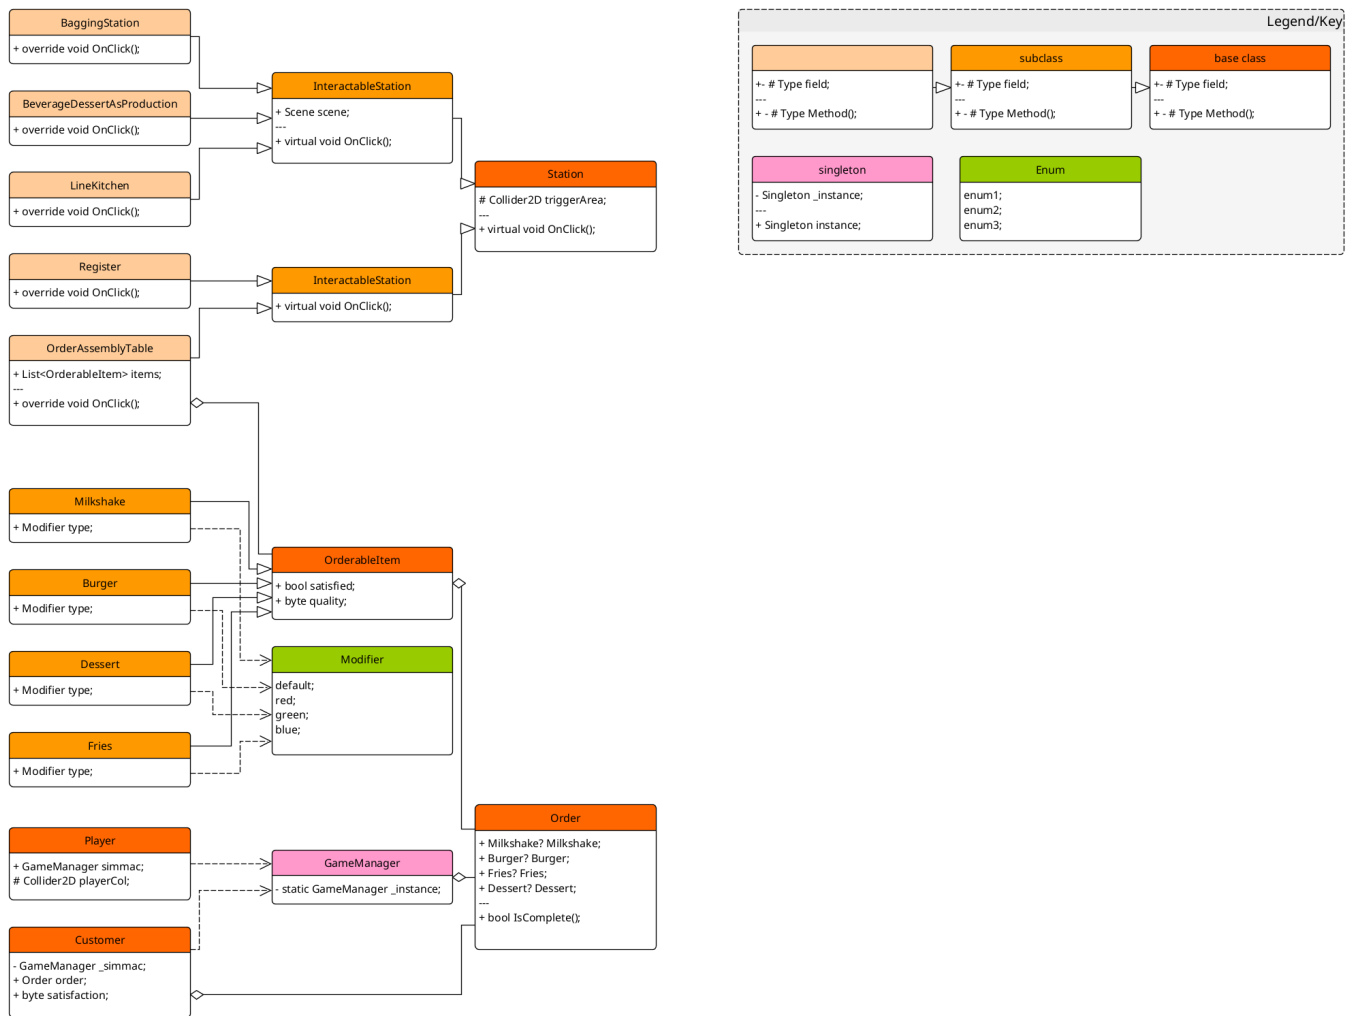 BaggingStation
+ override void OnClick();
BeverageDessertAsProduction
+ override void OnClick();
LineKitchen
+ override void OnClick();
Register
+ override void OnClick();
OrderAssemblyTable
+ List<OrderableItem> items;
---
+ override void OnClick();
InteractableStation
+ Scene scene;
---
+ virtual void OnClick();
InteractableStation
+ virtual void OnClick();
Station
# Collider2D triggerArea;
---
+ virtual void OnClick();
Legend/Key
+- # Type field;
---
+ - # Type Method();
subclass
+- # Type field;
---
+ - # Type Method();
base class
+- # Type field;
---
+ - # Type Method();
singleton
- Singleton _instance;
---
+ Singleton instance;
Enum
enum1;
enum2;
enum3;
Milkshake
+ Modifier type;
Burger
+ Modifier type;
Dessert
+ Modifier type;
Fries
+ Modifier type;
OrderableItem
+ bool satisfied;
+ byte quality;
Modifier
default;
red;
green;
blue;
Player
+ GameManager simmac;
# Collider2D playerCol;
Customer
- GameManager _simmac;
+ Order order;
+ byte satisfaction;
GameManager
- static GameManager _instance;
Order
+ Milkshake? Milkshake;
+ Burger? Burger;
+ Fries? Fries;
+ Dessert? Dessert;
---
+ bool IsComplete();